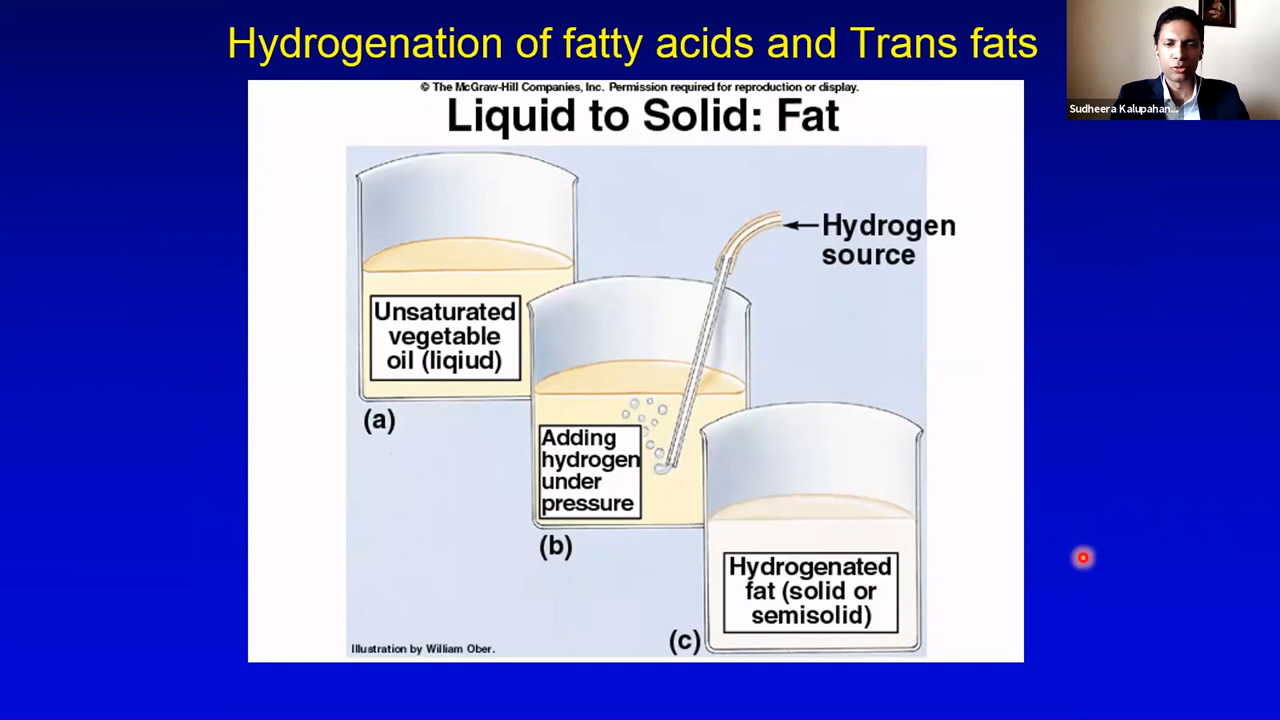 Hydrogenation of fatty acids and Trans fats
Sudheera Kalupahan...
© The McGraw-Hill Companies, Inc. Permission required for reproduction or display.
Liquid to Solid: Fat
Hydrogen
source
Unsaturated
vegetable
oil (liqiud)
(a)
Adding
hydrogen
under
pressure
(b)
Hydrogenated
fat (solid or
semisolid)
(c)
Illustration by William Ober.